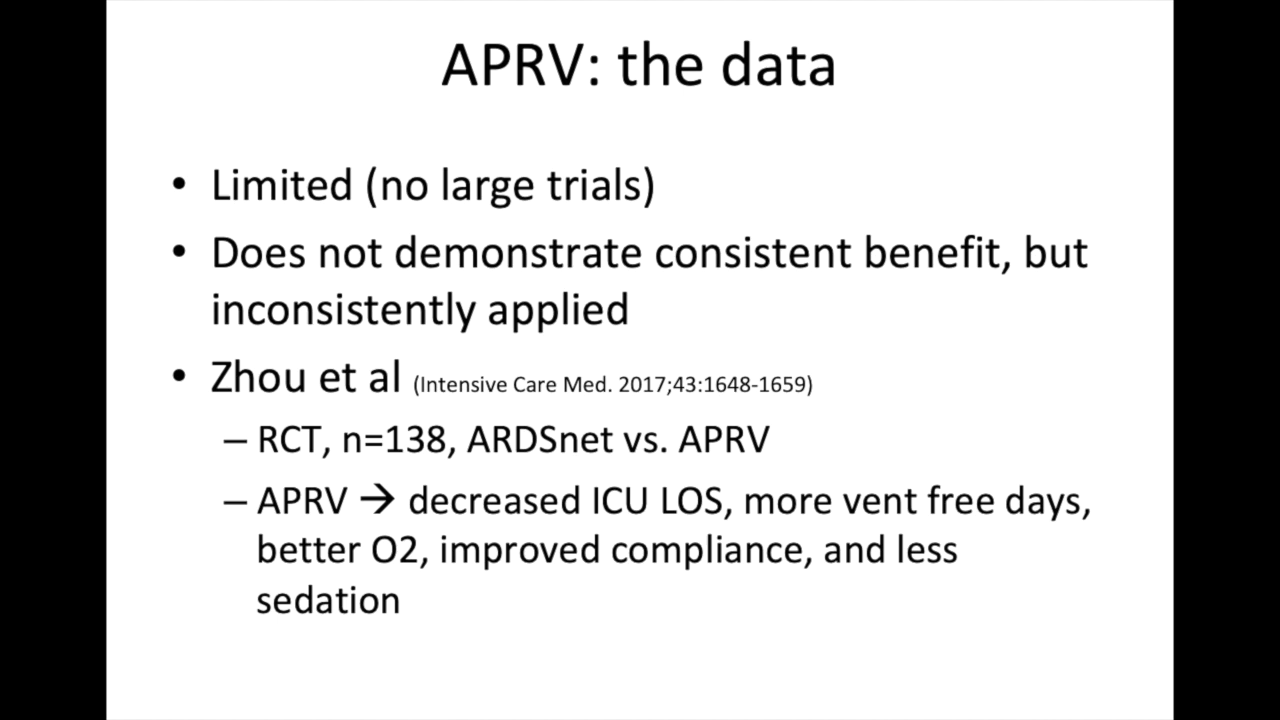 APRV: the data
• Limited (no large trials)
• Does not demonstrate consistent benefit, but
inconsistently applied
• Zhou et al (Intensive Care Med. 2017;43:1648-1659)
– RCT, n=138, ARDSnet vs. APRV
– APRV → decreased ICU LOS, more vent free days,
better O2, improved compliance, and less
sedation